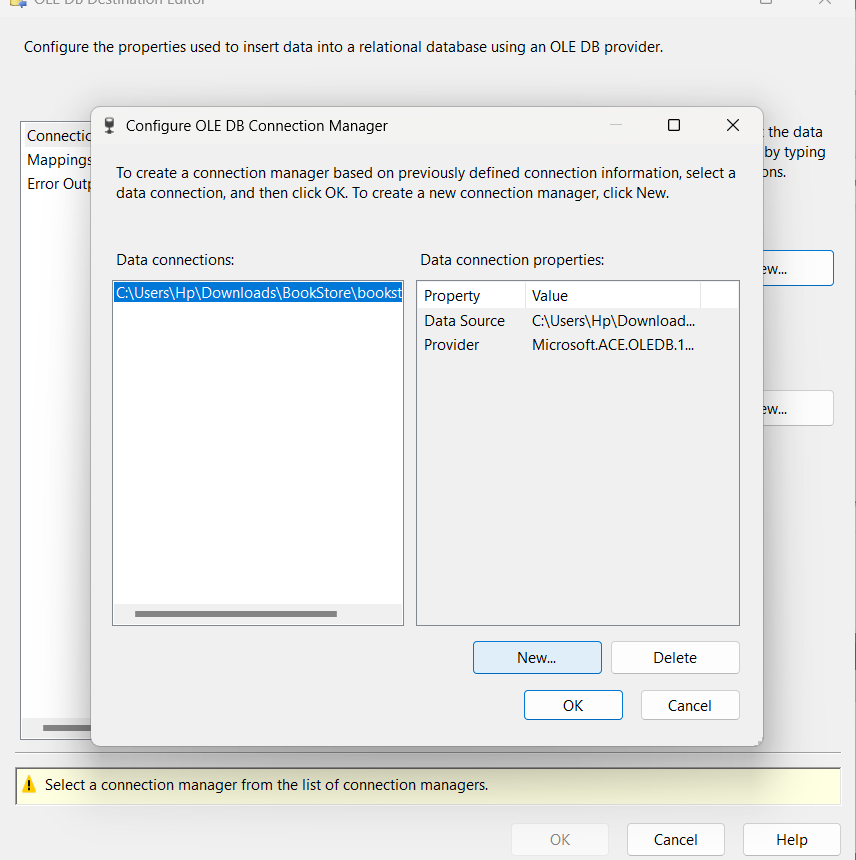 OLE DB Destination Editor
Configure the properties used to insert data into a relational database using an OLE DB provider.
Configure OLE DB Connection Manager
Connectio
the data
Mappings
by typing
Error Outp
ons.
To create a connection manager based on previously defined connection information, select a
data connection, and then click OK. To create a new connection manager, click New.
Data connections:
Data connection properties:
ew...
C:\Users\Hp\Downloads\BookStore\bookst
Property Value
Data Source C:\Users\Hp\Download...
Provider Microsoft.ACE.OLEDB.1...
ew...
New...
Delete
OK
Cancel
Select a connection manager from the list of connection managers.
OK
Cancel
Help